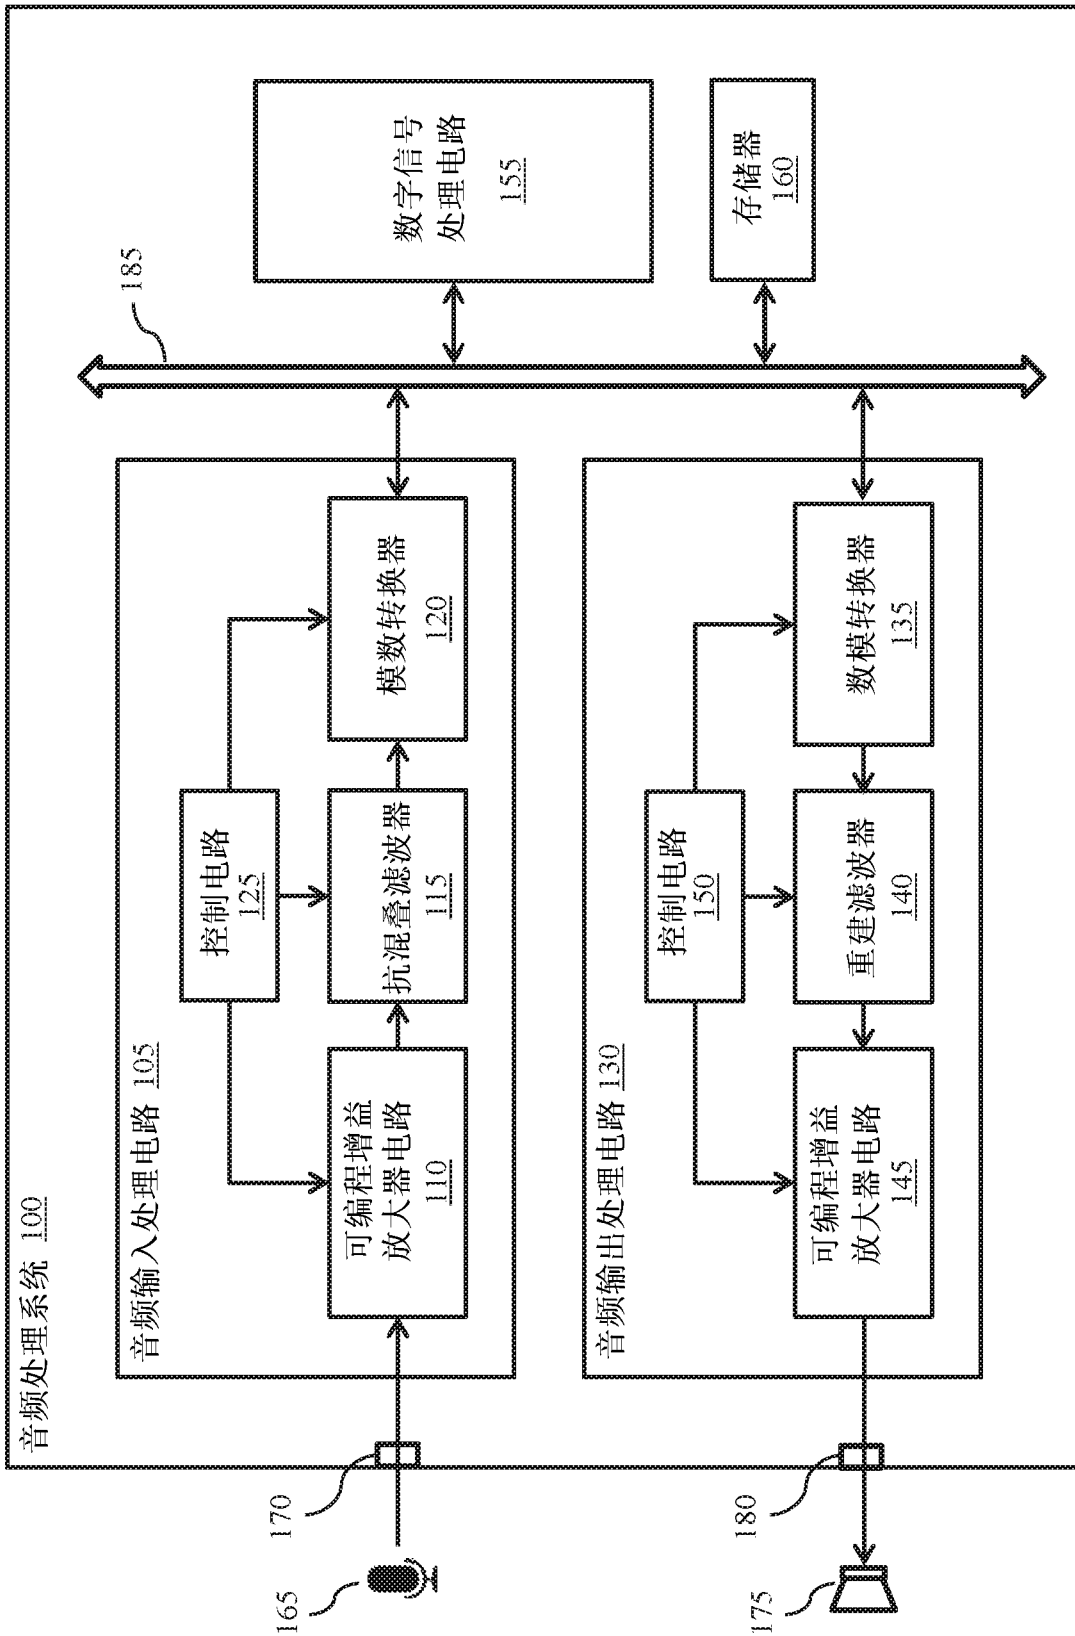 音频处理系统 100
音频输入处理电路 105
控制电路
125
可编程增益
放大器电路
110
抗混叠滤波器
115
模数转换器
120
185
数字信号
处理电路
155
165
170
音频输出处理电路 130
控制电路
150
可编程增益
放大器电路
145
重建滤波器
140
数模转换器
135
存储器
160
175
180